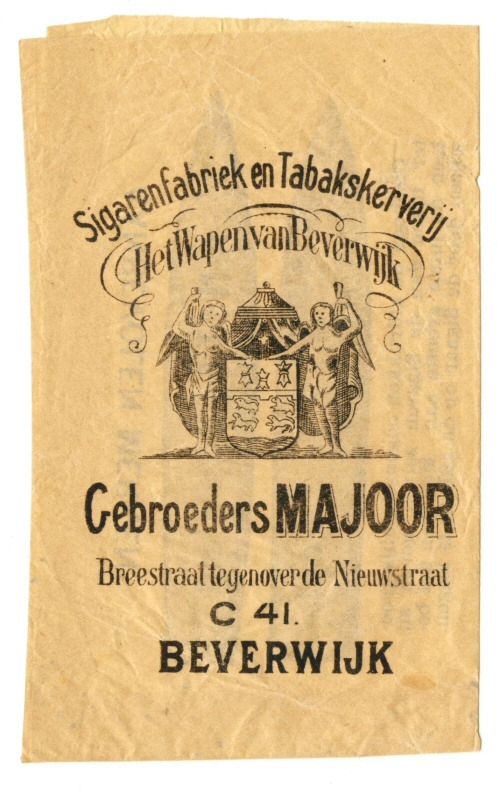 Sigarenfabriek en Tabakskerverij
Het Wapen van Beverwijk
Gebroeders MAJOOR
Breestraat tegenover de Nieuwstraat
C 41.
BEVERWIJK